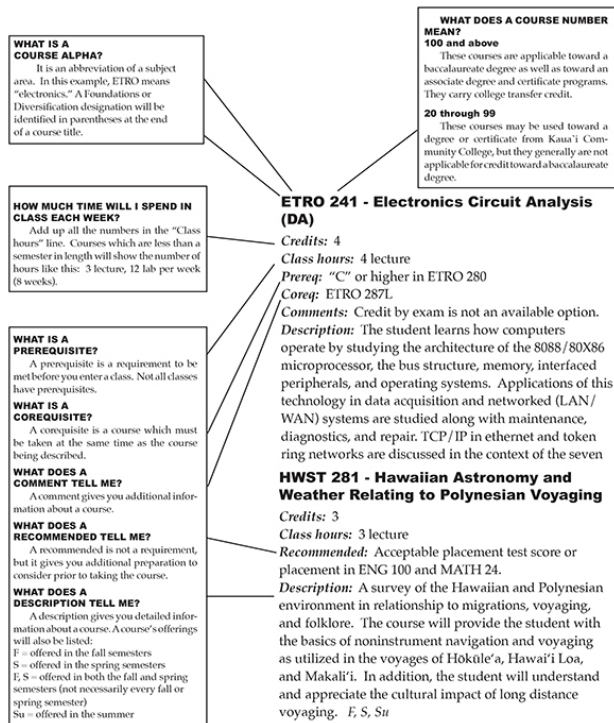 WHAT IS A
COURSE ALPHA?
It is an abbreviation of a subject
area. In this example, ETRO means
"electronics." A Foundations or
Diversification designation will be
identified in parentheses at the end
of a course title.
HOW MUCH TIME WILL I SPEND IN
CLASS EACH WEEK?
Add up all the numbers in the "Class
hours" line. Courses which are less than a
semester in length will show the number of
hours like this: 3 lecture, 12 lab per week
(8 weeks).
WHAT IS A
PREREQUISITE?
A prerequisite is a requirement to be
met before you enter a class. Not all classes
have prerequisites.
WHAT IS A
COREQUISITE?
A corequisite is a course which must
be taken at the same time as the course
being described.
WHAT DOES A
COMMENT TELL ME?
A comment gives you additional infor-
mation about a course.
WHAT DOES A
RECOMMENDED TELL ME?
A recommended is not a requirement,
but it gives you additional preparation to
consider prior to taking the course.
WHAT DOES A
DESCRIPTION TELL ME?
A description gives you detailed infor-
mation about a course. A course's offerings
will also be listed:
F = offered in the fall semesters
S = offered in the spring semesters
F, S = offered in both the fall and spring
semesters (not necessarily every fall or
spring semester)
Su = offered in the summer
WHAT DOES A COURSE NUMBER
MEAN?
100 and above
These courses are applicable toward a
baccalaureate degree as well as toward an
associate degree and certificate programs.
They carry college transfer credit.
20 through 99
These courses may be used toward a
degree or certificate from Kaua'i Com-
munity College, but they generally are not
applicable for credit toward a baccalaureate
degree.
ETRO 241 - Electronics Circuit Analysis
(DA)
Credits: 4
Class hours: 4 lecture
Prereq: "C" or higher in ETRO 280
Coreq: ETRO 287L
Comments: Credit by exam is not an available option.
Description: The student learns how computers
operate by studying the architecture of the 8088/80X86
microprocessor, the bus structure, memory, interfaced
peripherals, and operating systems. Applications of this
technology in data acquisition and networked (LAN/
WAN) systems are studied along with maintenance,
diagnostics, and repair. TCP/IP in ethernet and token
ring networks are discussed in the context of the seven
HWST 281 - Hawaiian Astronomy and
Weather Relating to Polynesian Voyaging
Credits: 3
Class hours: 3 lecture
Recommended: Acceptable placement test score or
placement in ENG 100 and MATH 24.
Description: A survey of the Hawaiian and Polynesian
environment in relationship to migrations, voyaging,
and folklore. The course will provide the student with
the basics of noninstrument navigation and voyaging
as utilized in the voyages of Hōkūle'a, Hawai'i Loa,
and Makali'i. In addition, the student will understand
and appreciate the cultural impact of long distance
voyaging. F, S, Su